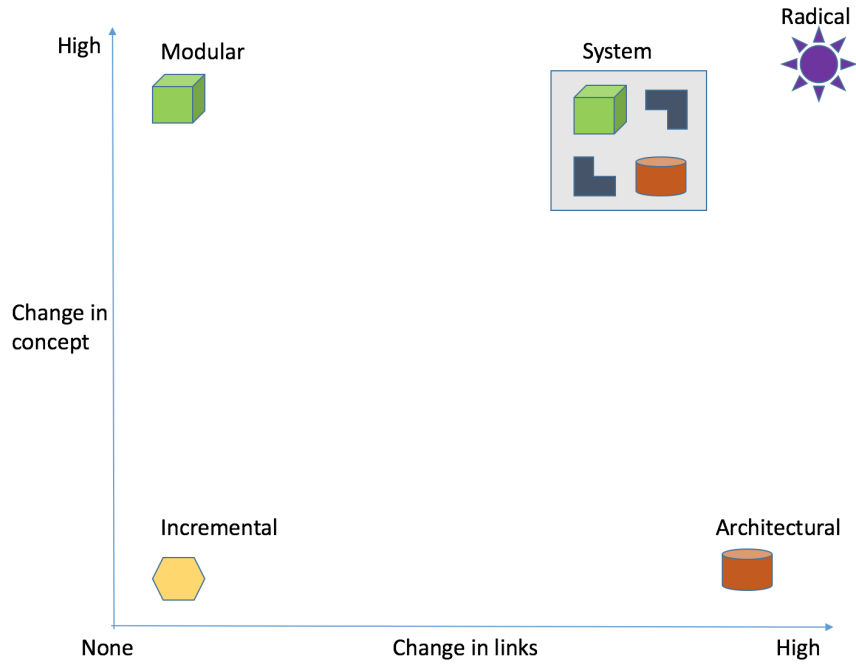 Radical
High
Modular
System
Change in
concept
Incremental
Architectural
None
Change in links
High